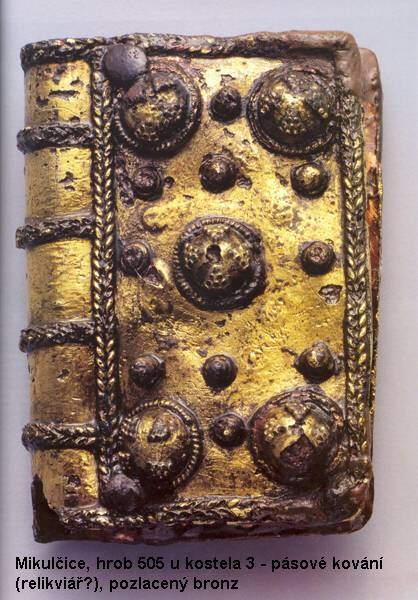 Mikulčice, hrob 505 u kostela 3 - pásové kování
(relikviář?), pozlacený bronz